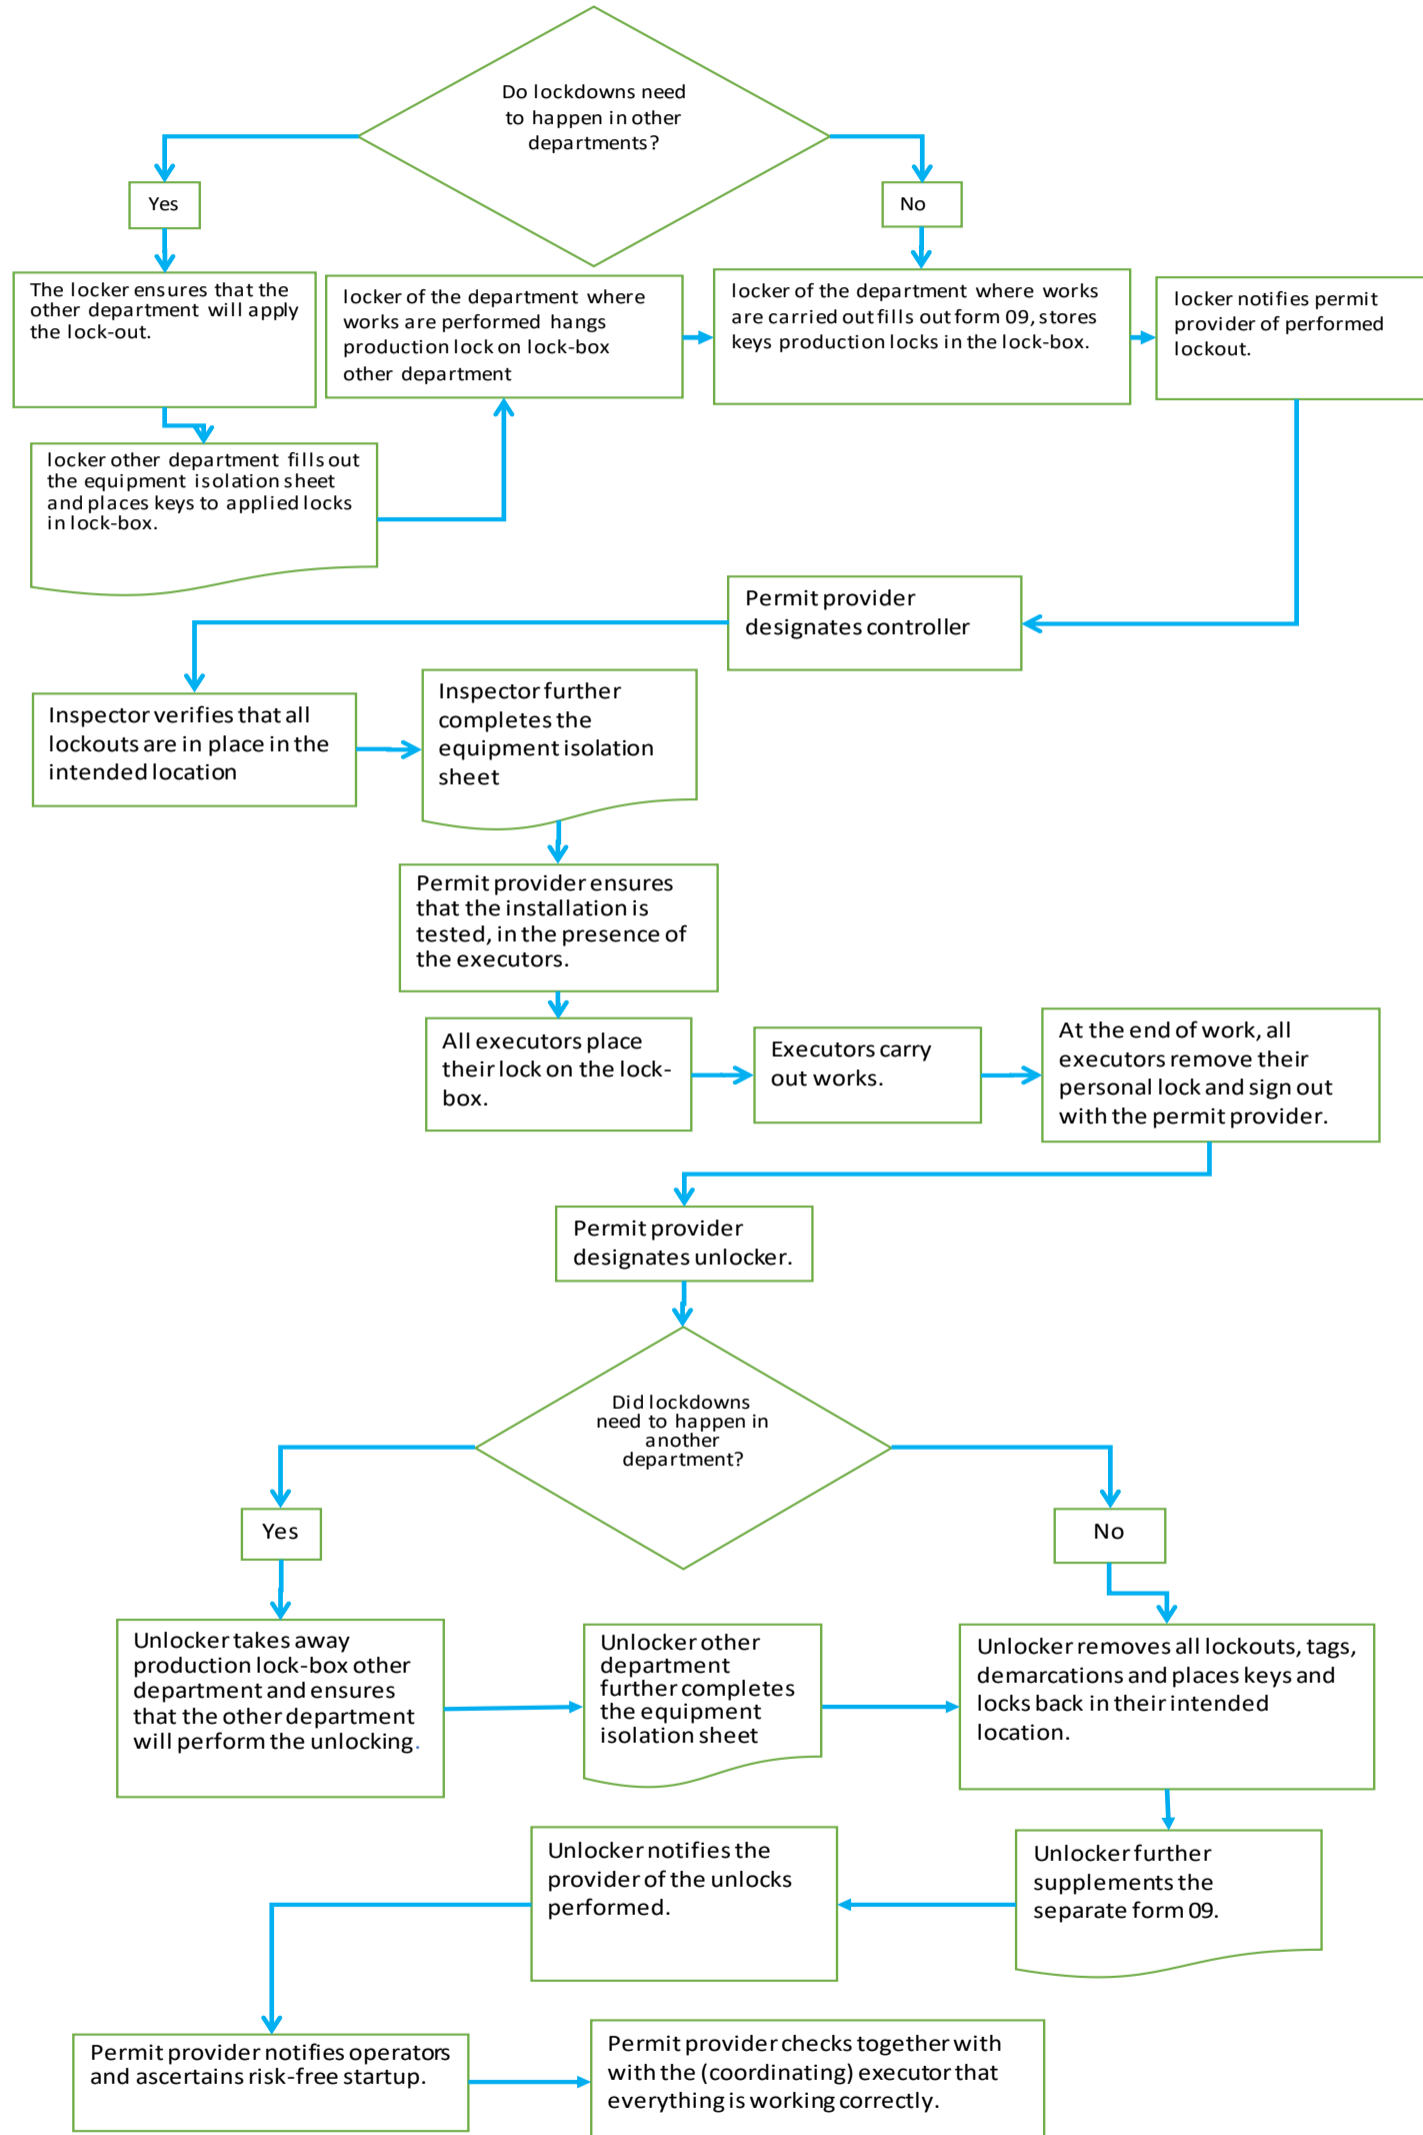 Do lockdowns need
to happen in other
departments?
Yes
No
The locker ensures that the
other department will apply
the lock-out.
locker of the department where
works are performed hangs
production lock on lock-box
other department
locker of the department where works
are carried out fills out form 09, stores
keys production locks in the lock-box.
locker notifies permit
provider of performed
lockout.
locker other department fills out
the equipment isolation sheet
and places keys to applied locks
in lock-box.
Permit provider
designates controller
Inspector verifies that all
lockouts are in place in the
intended location
Inspector further
completes the
equipment isolation
sheet
Permit provider ensures
that the installation is
tested, in the presence of
the executors.
All executors place
their lock on the lock-
box.
Executors carry
out works.
At the end of work, all
executors remove their
personal lock and sign out
with the permit provider.
Permit provider
designates unlocker.
Did lockdowns
need to happen in
another
department?
Yes
No
Unlocker takes away
production lock-box other
department and ensures
that the other department
will perform the unlocking.
Unlocker other
department
further completes
the equipment
isolation sheet
Unlocker removes all lockouts, tags,
demarcations and places keys and
locks back in their intended
location.
Unlocker notifies the
provider of the unlocks
performed.
Unlocker further
supplements the
separate form 09.
Permit provider notifies operators
and ascertains risk-free startup.
Permit provider checks together with
with the (coordinating) executor that
everything is working correctly.